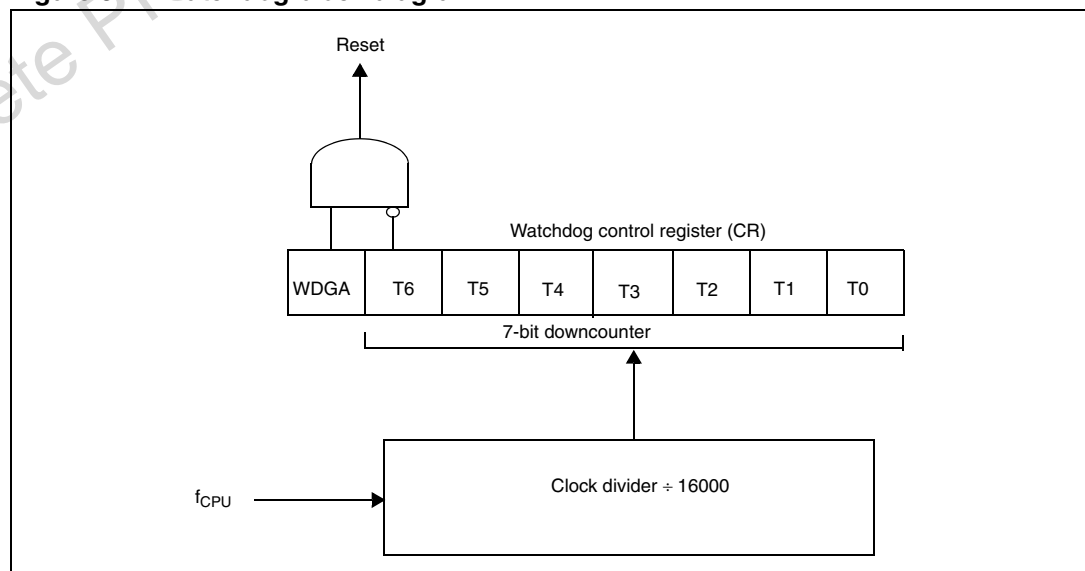 Reset
Watchdog control register (CR)
WDGA T6 T5 T4 T3 T2 T1 T0
7-bit downcounter
fCPU
Clock divider ÷ 16000